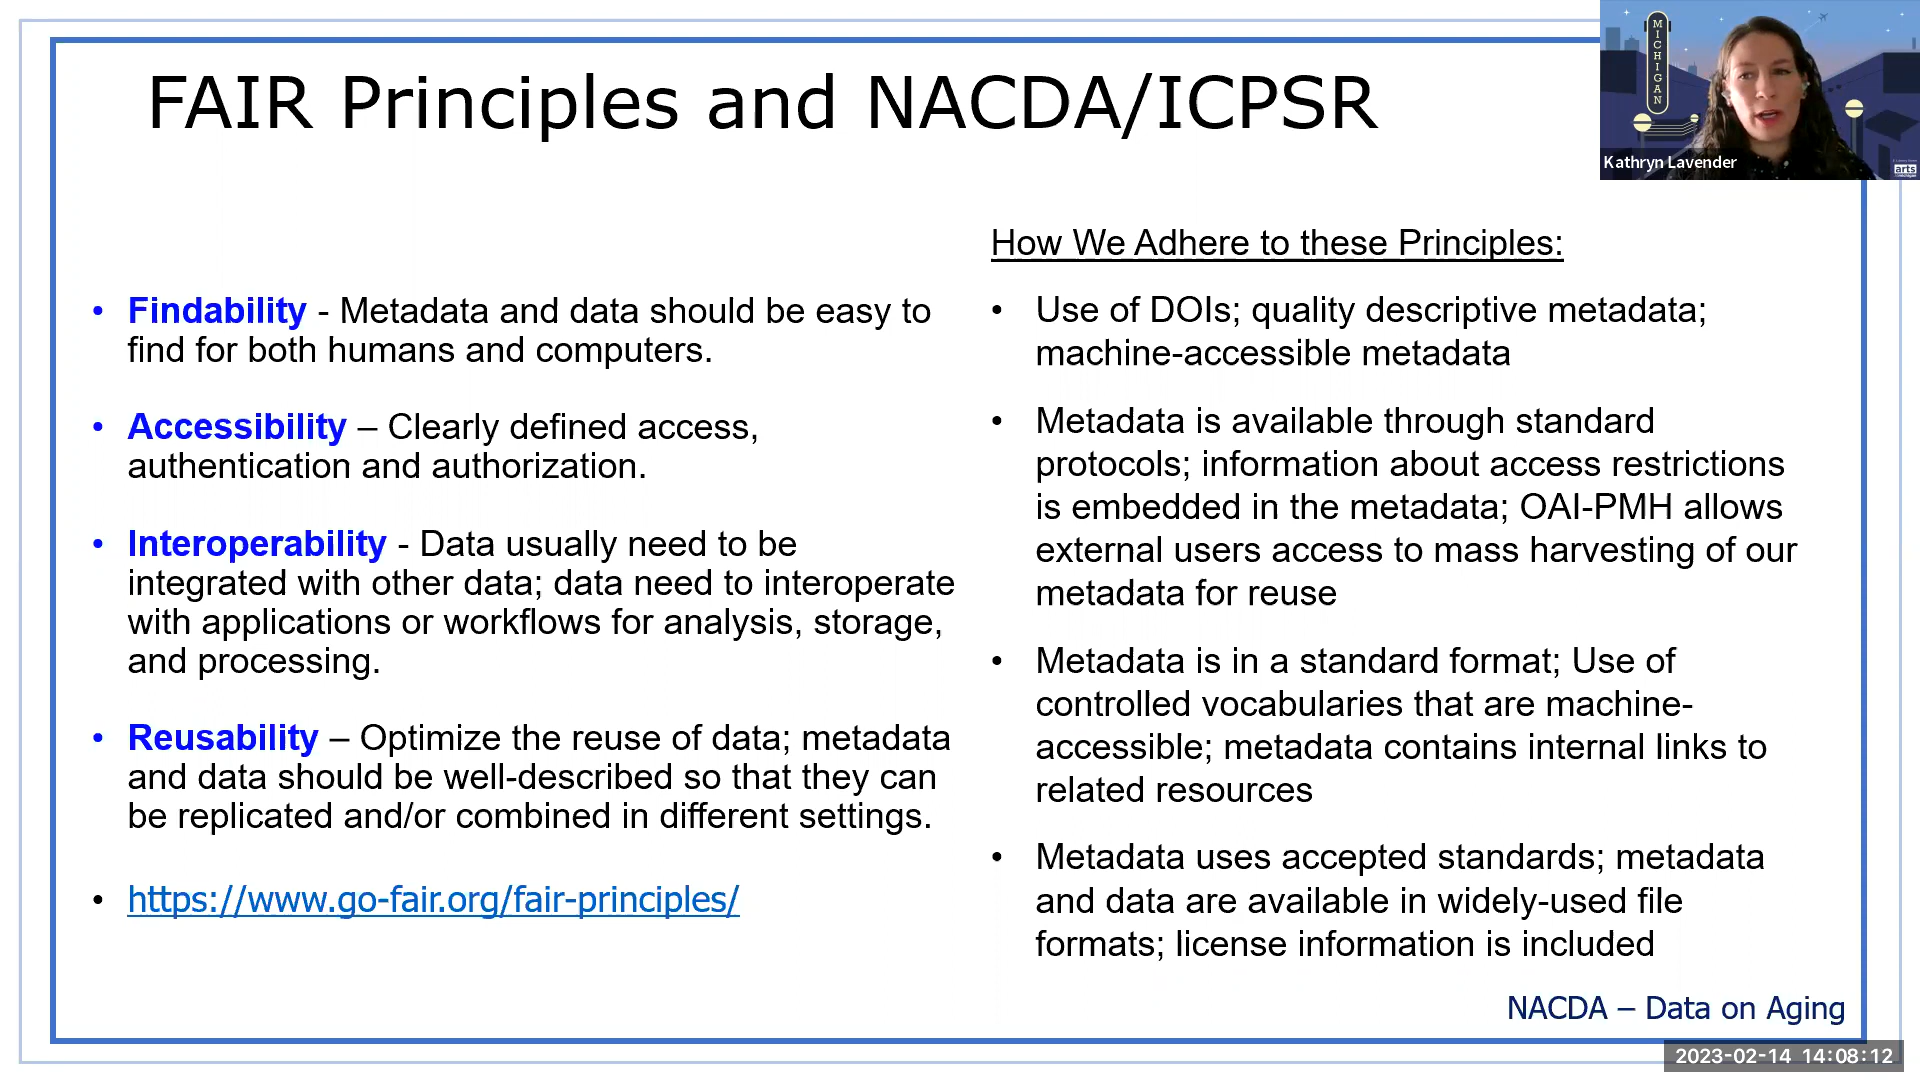 FAIR Principles and NACDA/ICPSR
MICHIGAN
Kathryn Lavender
arts
• Findability - Metadata and data should be easy to
find for both humans and computers.
• Accessibility – Clearly defined access,
authentication and authorization.
• Interoperability - Data usually need to be
integrated with other data; data need to interoperate
with applications or workflows for analysis, storage,
and processing.
• Reusability – Optimize the reuse of data; metadata
and data should be well-described so that they can
be replicated and/or combined in different settings.
• https://www.go-fair.org/fair-principles/
How We Adhere to these Principles:
• Use of DOIs; quality descriptive metadata;
machine-accessible metadata
• Metadata is available through standard
protocols; information about access restrictions
is embedded in the metadata; OAI-PMH allows
external users access to mass harvesting of our
metadata for reuse
• Metadata is in a standard format; Use of
controlled vocabularies that are machine-
accessible; metadata contains internal links to
related resources
• Metadata uses accepted standards; metadata
and data are available in widely-used file
formats; license information is included
NACDA – Data on Aging
2023-02-14 14:08:12